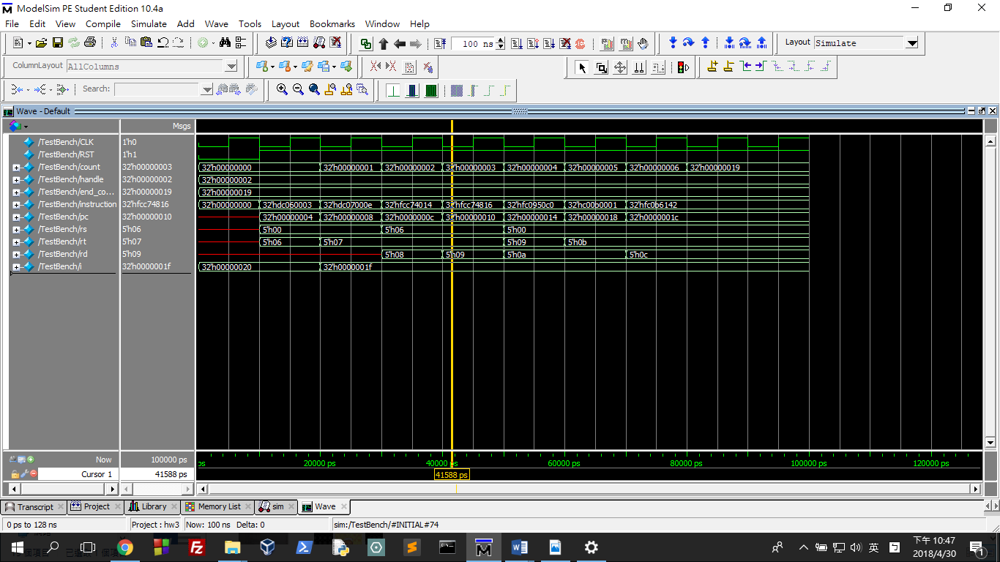 ModelSim PE Student Edition 10.4a
File Edit View Compile Simulate Add Wave Tools Layout Bookmarks Window Help
100 ns Layout Simulate
ColumnLayout AllColumns
Search:
Wave - Default
Msgs
/TestBench/CLK 1'h0
/TestBench/RST 1'h1
/TestBench/count 32'h00000003 32'h00000000 32'h00000001 32'h00000002 32'h00000003 32'h00000004 32'h00000005 32'h00000006 32'h00000019
/TestBench/handle 32'h00000002 32'h00000002
/TestBench/end_co... 32'h00000019 32'h00000019
/TestBench/instruction 32'hfcc74816 32'h00000000 32'hdc060003 32'hdc07000e 32'hfcc74014 32'hfcc74816 32'hfc0950c0 32'hc00b0001 32'hfc0b6142
/TestBench/pc 32'h00000010 32'h00000004 32'h00000008 32'h0000000c 32'h00000010 32'h00000014 32'h00000018 32'h0000001c
/TestBench/rs 5'h06 5'h00 5'h06 5'h00
/TestBench/rt 5'h07 5'h06 5'h07 5'h09 5'h0b
/TestBench/rd 5'h09 5'h08 5'h09 5'h0a 5'h0c
/TestBench/i 32'h0000001f 32'h00000020 32'h0000001f
Now 100000 ps ps 20000 ps 40000 ps 60000 ps 80000 ps 100000 ps 120000 ps
Cursor 1 41588 ps 41588 ps
Transcript Project Library Memory List sim Wave
0 ps to 128 ns Project : hw3 Now: 100 ns Delta: 0 sim:/TestBench/#INITIAL#74
英 下午 10:47
2018/4/30 1